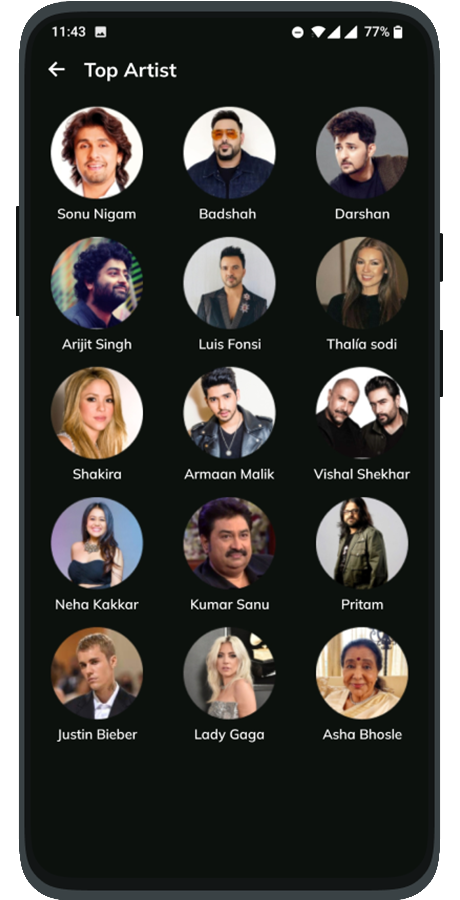 11:43 77%
Top Artist
Sonu Nigam Badshah Darshan
Arijit Singh Luis Fonsi Thalía sodi
Shakira Armaan Malik Vishal Shekhar
Neha Kakkar Kumar Sanu Pritam
Justin Bieber Lady Gaga Asha Bhosle